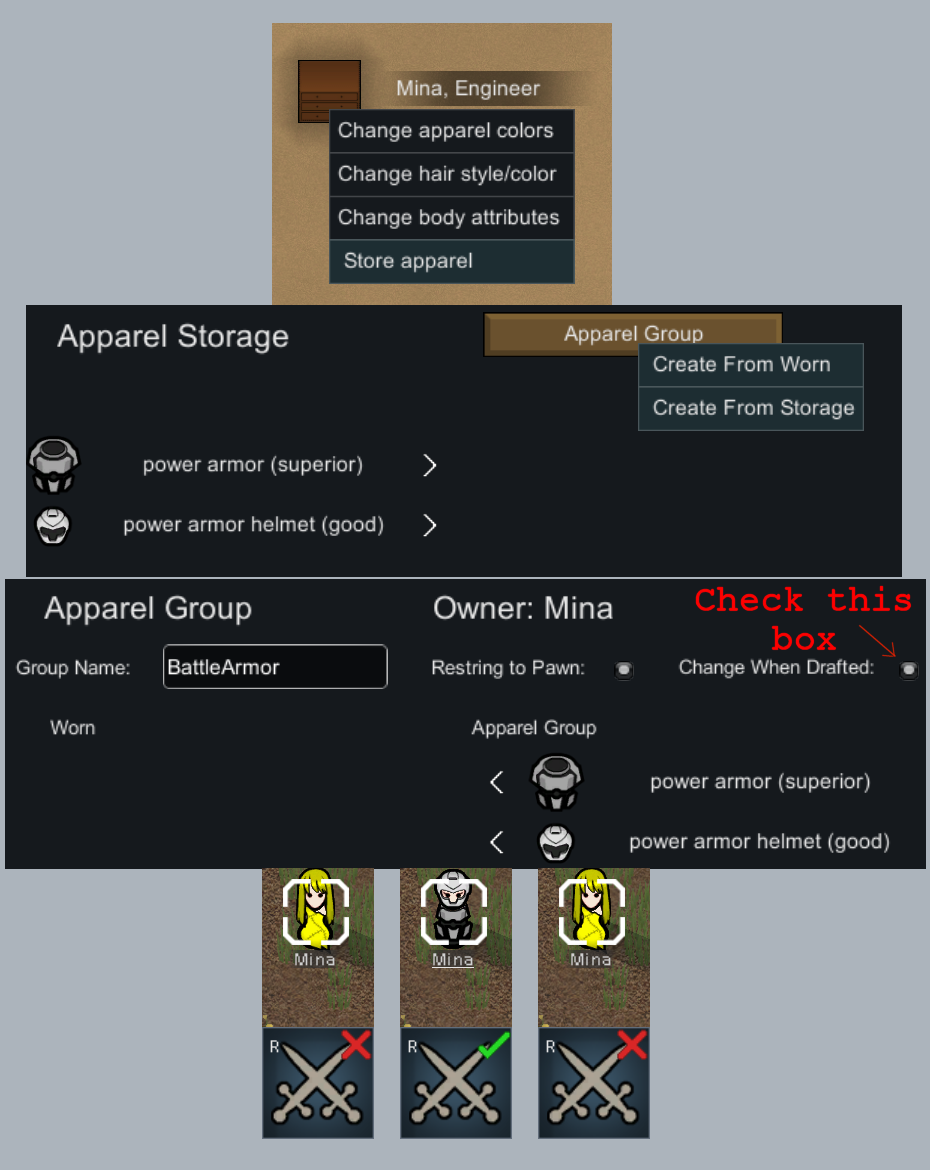 Mina, Engineer
Change apparel colors
Change hair style/color
Change body attributes
Store apparel
Apparel Storage
Apparel Group
Create From Worn
Create From Storage
power armor (superior)
power armor helmet (good)
Apparel Group
Owner: Mina
Check this
box
Group Name:
BattleArmor
Restring to Pawn:
Change When Drafted:
Worn
Apparel Group
power armor (superior)
power armor helmet (good)
Mina
Mina
Mina
R
R
R